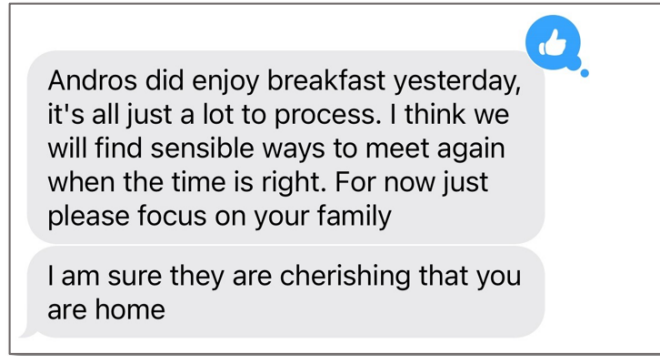 Andros did enjoy breakfast yesterday,
it's all just a lot to process. I think we
will find sensible ways to meet again
when the time is right. For now just
please focus on your family
I am sure they are cherishing that you
are home